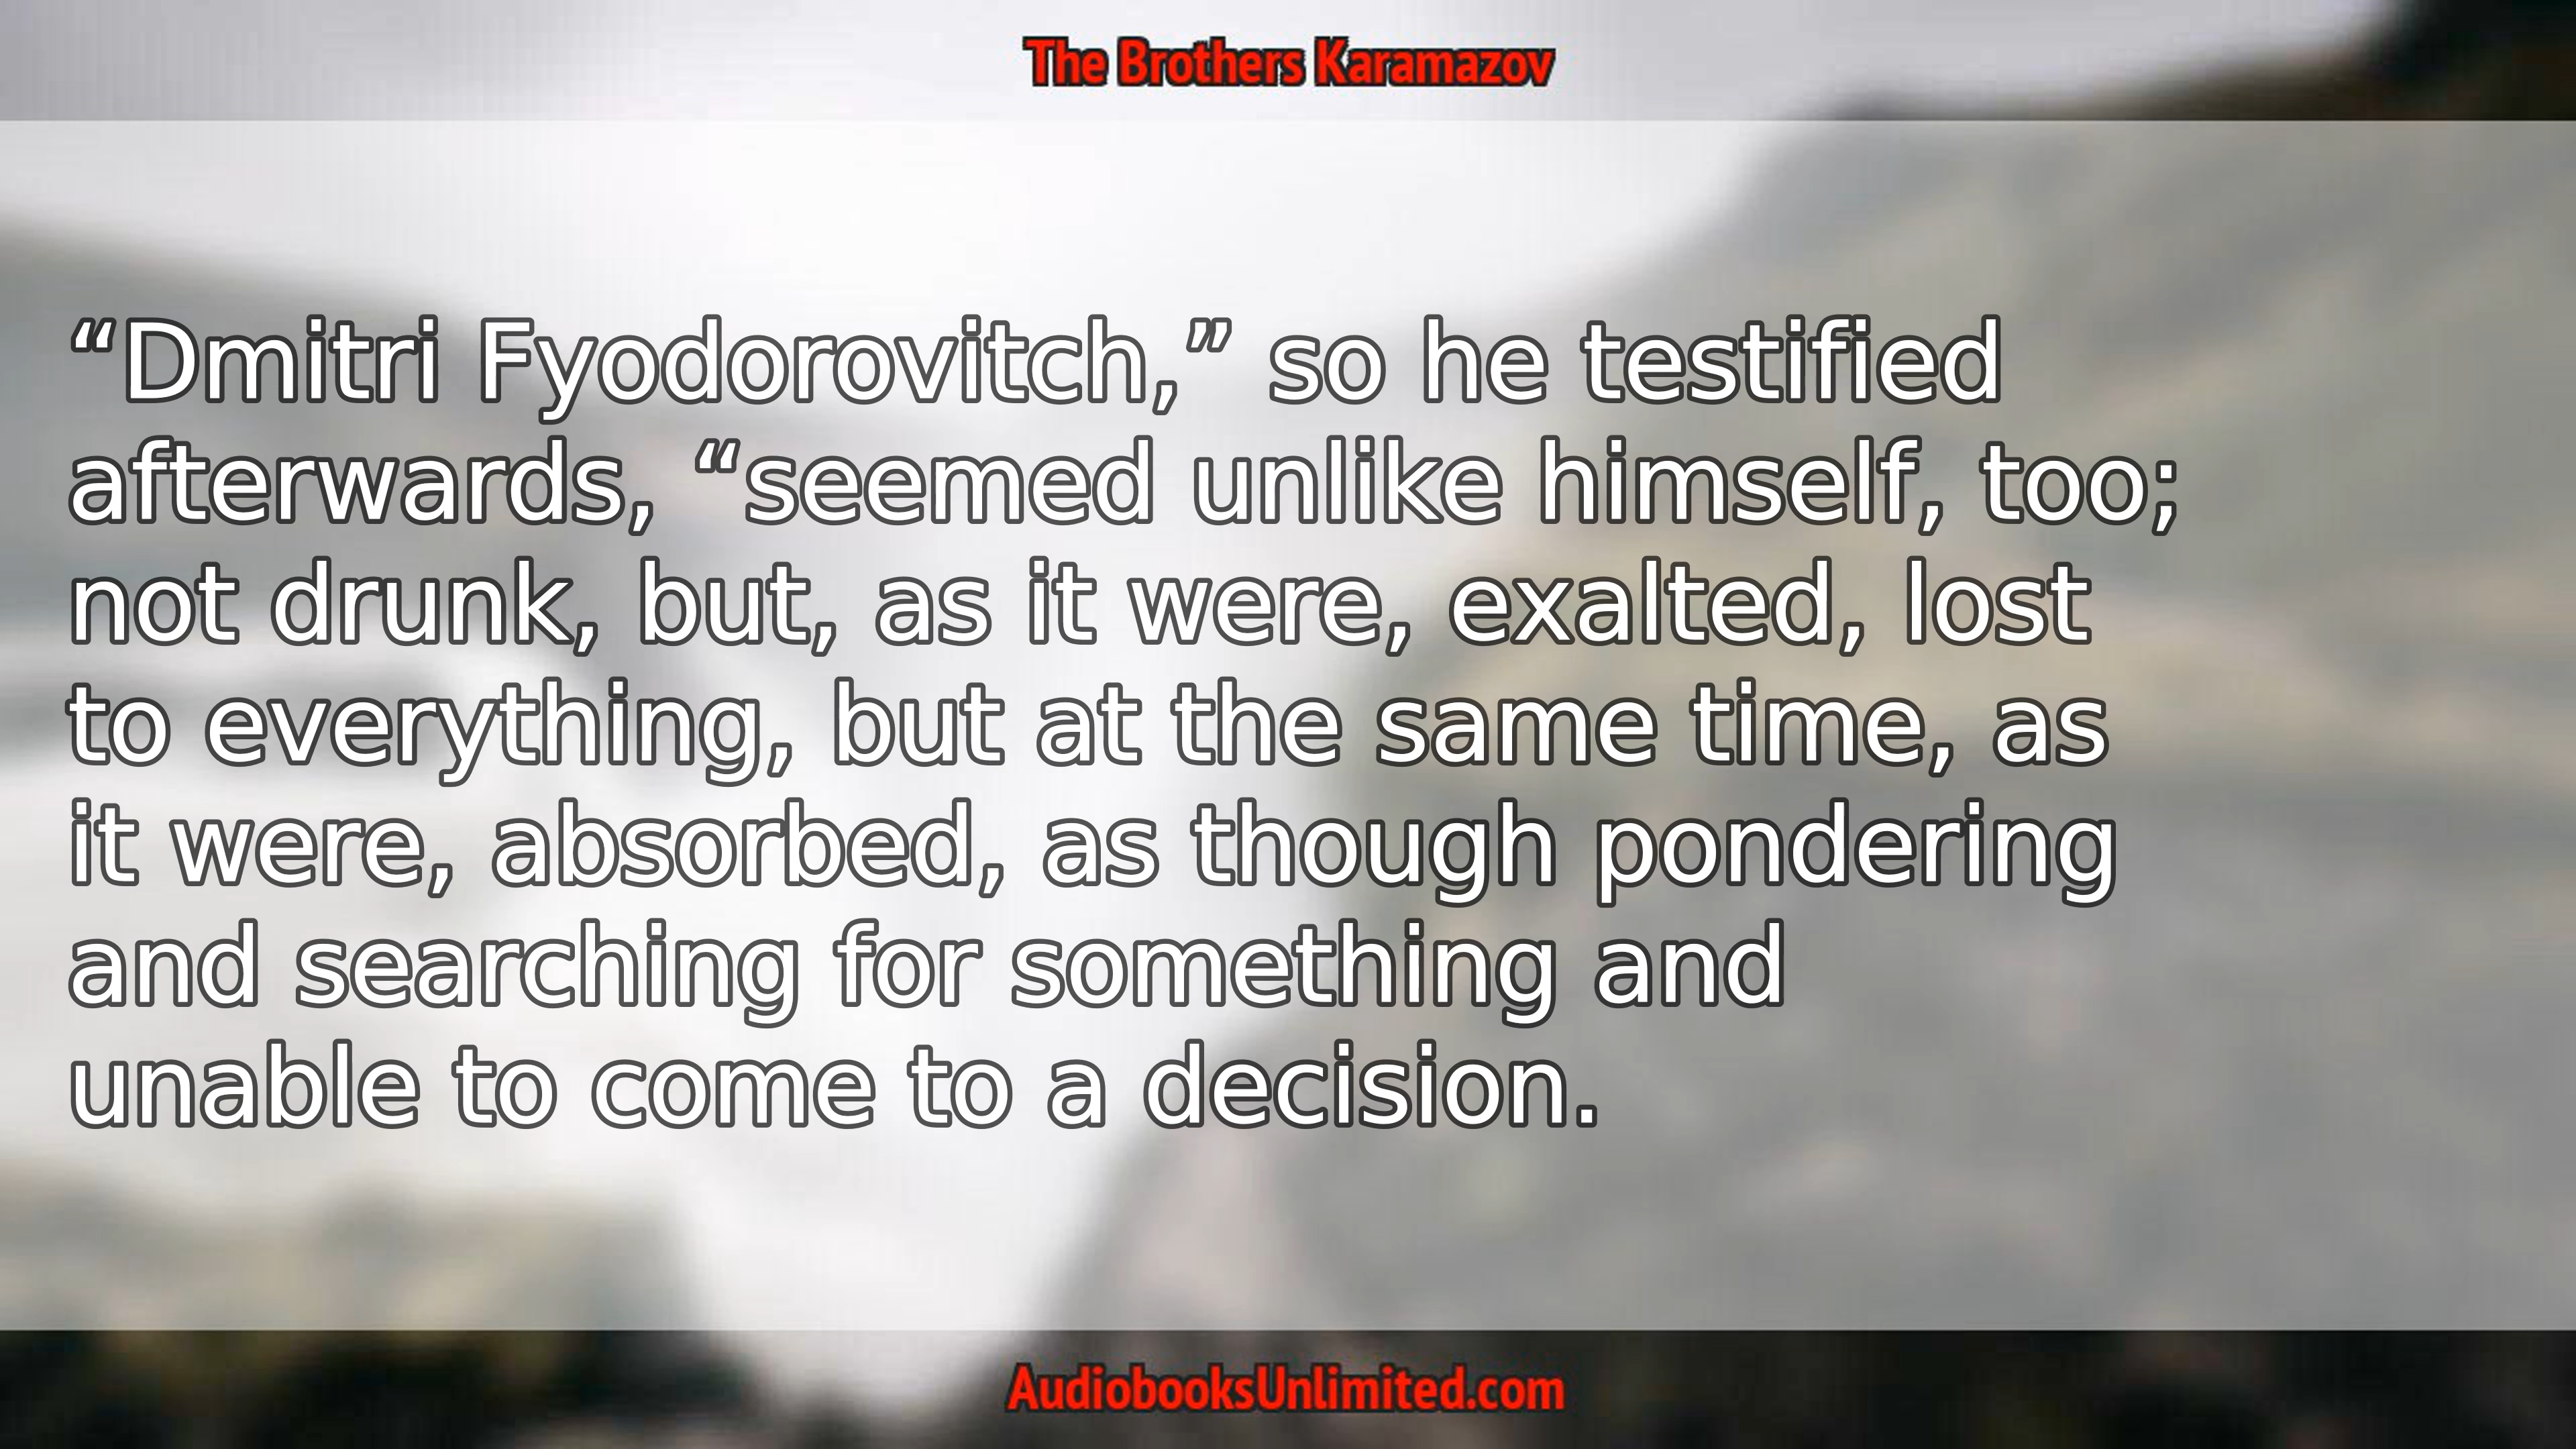 The Brothers Karamazov
“Dmitri Fyodorovitch,” so he testified
afterwards, “seemed unlike himself, too;
not drunk, but, as it were, exalted, lost
to everything, but at the same time, as
it were, absorbed, as though pondering
and searching for something and
unable to come to a decision.
AudiobooksUnlimited.com